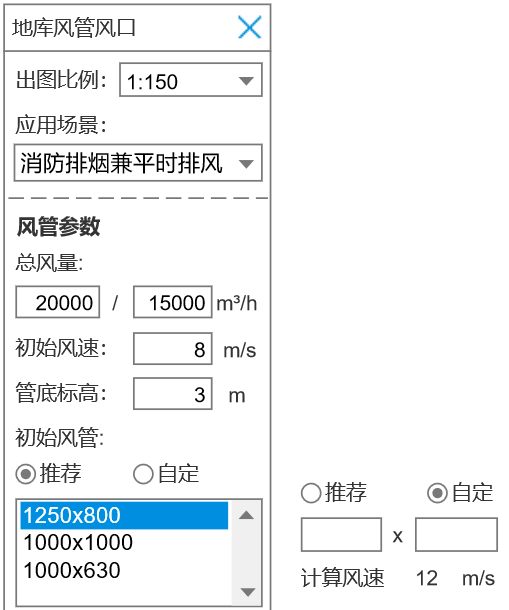 地库风管风口
出图比例： 1:150
应用场景：
消防排烟兼平时排风
风管参数
总风量:
20000 / 15000 m³/h
初始风速： 8 m/s
管底标高： 3 m
初始风管:
推荐 自定
1250x800
1000x1000
1000x630
推荐 自定
x
计算风速 12 m/s